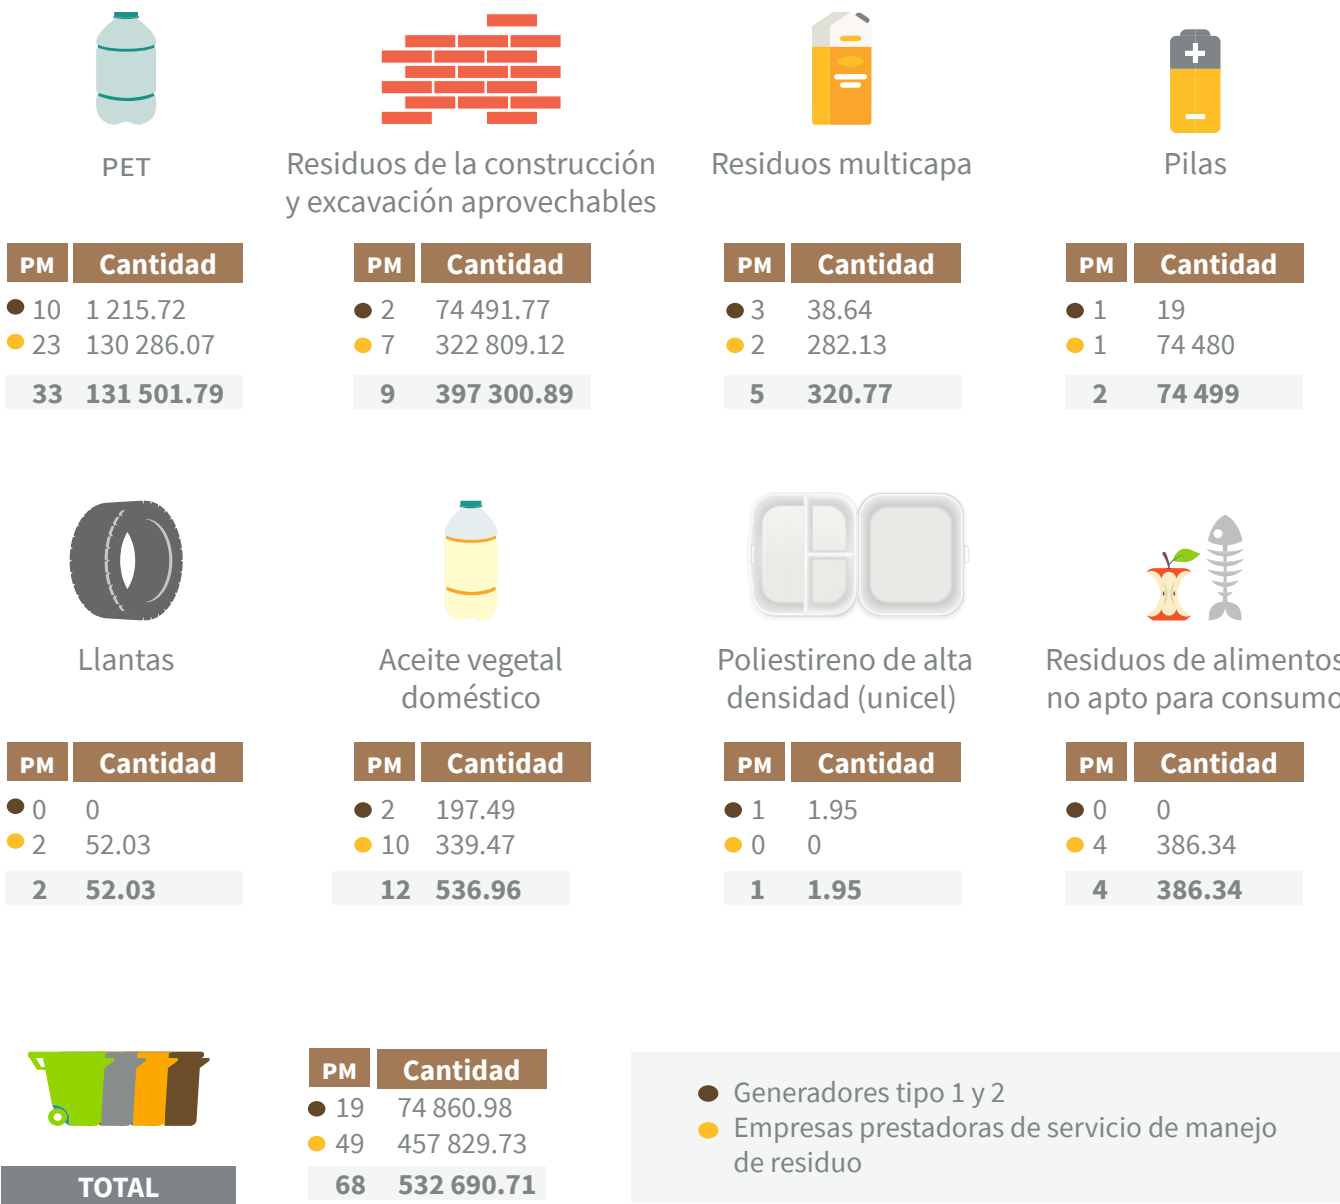 PET
Residuos de la construcción
y excavación aprovechables
Residuos multicapa
Pilas
PM Cantidad
10 1 215.72
23 130 286.07
33 131 501.79
PM Cantidad
2 74 491.77
7 322 809.12
9 397 300.89
PM Cantidad
3 38.64
2 282.13
5 320.77
PM Cantidad
1 19
1 74 480
2 74 499
Llantas
Aceite vegetal
doméstico
Poliestireno de alta
densidad (unicel)
Residuos de alimentos
no apto para consumo
PM Cantidad
0 0
2 52.03
2 52.03
PM Cantidad
2 197.49
10 339.47
12 536.96
PM Cantidad
1 1.95
0 0
1 1.95
PM Cantidad
0 0
4 386.34
4 386.34
TOTAL
PM Cantidad
19 74 860.98
49 457 829.73
68 532 690.71
Generadores tipo 1 y 2
Empresas prestadoras de servicio de manejo
de residuo